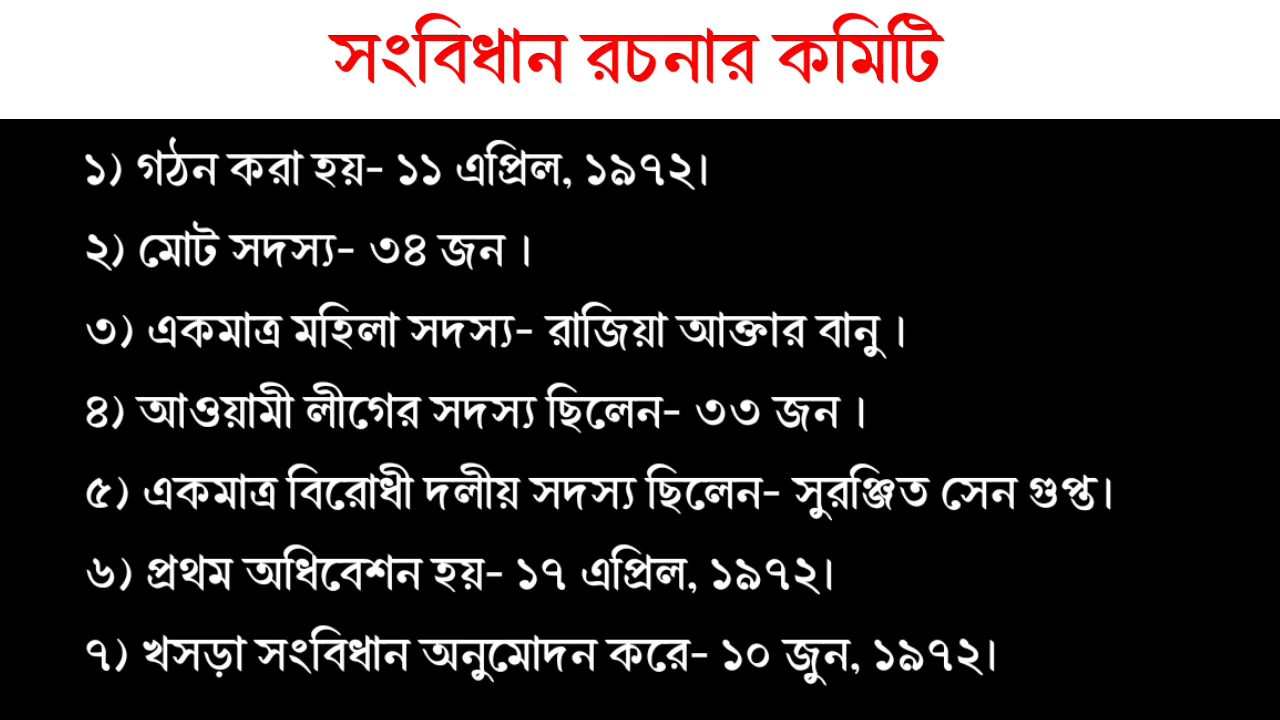 সংবিধান রচনার কমিটি
১) গঠন করা হয়- ১১ এপ্রিল, ১৯৭২।
২) মোট সদস্য- ৩৪ জন ।
৩) একমাত্র মহিলা সদস্য- রাজিয়া আক্তার বানু ।
৪) আওয়ামী লীগের সদস্য ছিলেন- ৩৩ জন ।
৫) একমাত্র বিরোধী দলীয় সদস্য ছিলেন- সুরঞ্জিত সেন গুপ্ত।
৬) প্রথম অধিবেশন হয়- ১৭ এপ্রিল, ১৯৭২।
৭) খসড়া সংবিধান অনুমোদন করে- ১০ জুন, ১৯৭২।